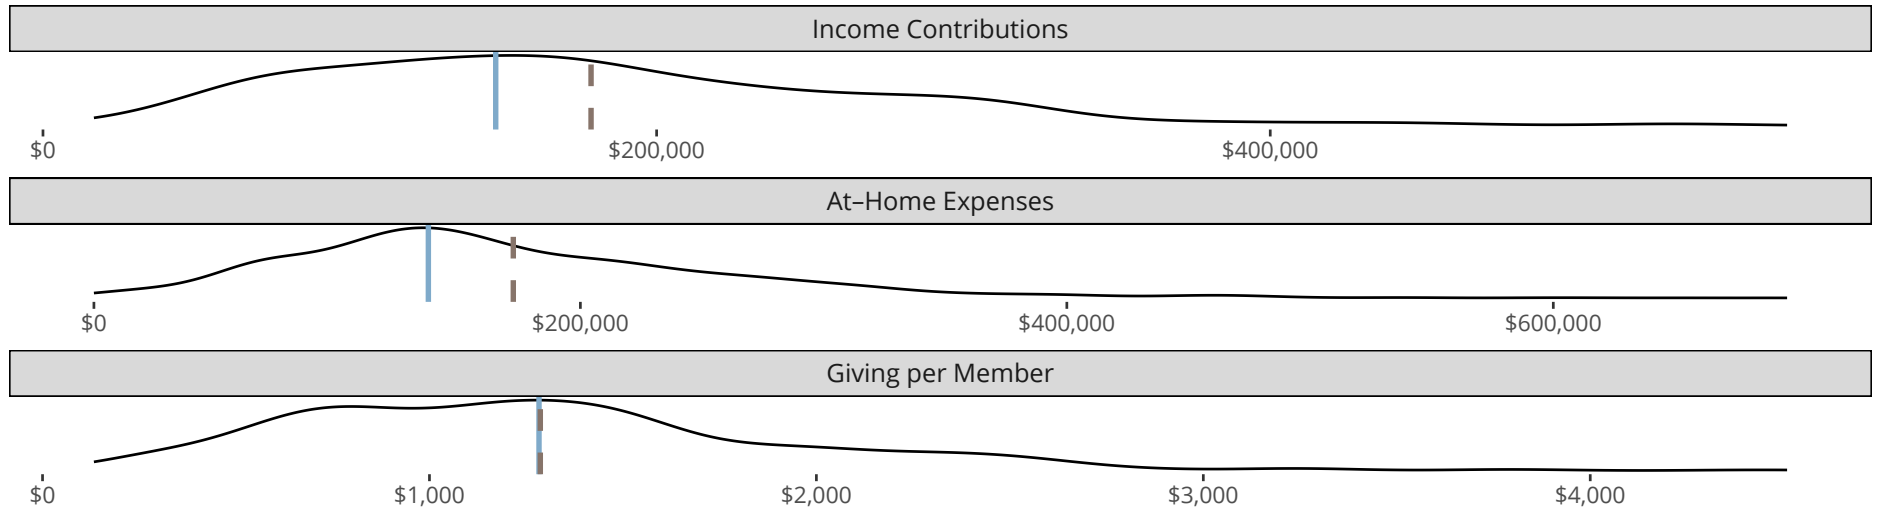 Income Contributions
$0 $200,000 $400,000
At–Home Expenses
$0 $200,000 $400,000 $600,000
Giving per Member
$0 $1,000 $2,000 $3,000 $4,000